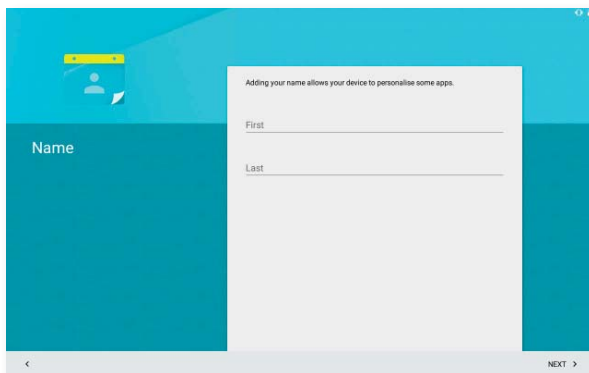 Adding your name allows your device to personalise some apps.
First
Name
Last
NEXT